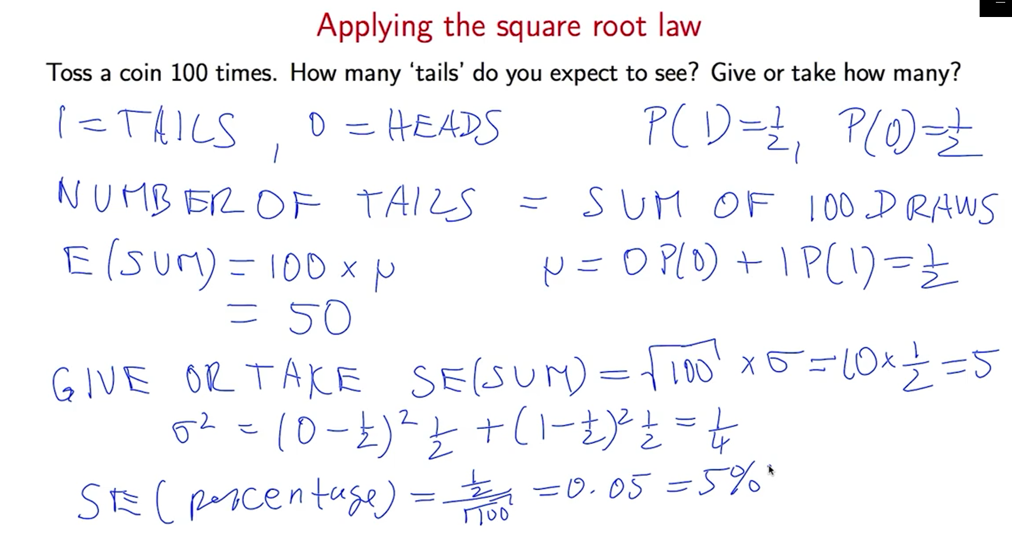 Applying the square root law
Toss a coin 100 times. How many ‘tails’ do you expect to see? Give or take how many?
1 = TAILS, 0 = HEADS P(1) = 1/2, P(0) = 1/2
NUMBER OF TAILS = SUM OF 100 DRAWS
E(SUM) = 100 × μ μ = 0 P(0) + 1 P(1) = 1/2
= 50
GIVE OR TAKE SE(SUM) = √100 × σ = 10 × 1/2 = 5
σ² = (0 − 1/2)² 1/2 + (1 − 1/2)² 1/2 = 1/4
SE(percentage) = 1/2 / √100 = 0.05 = 5%